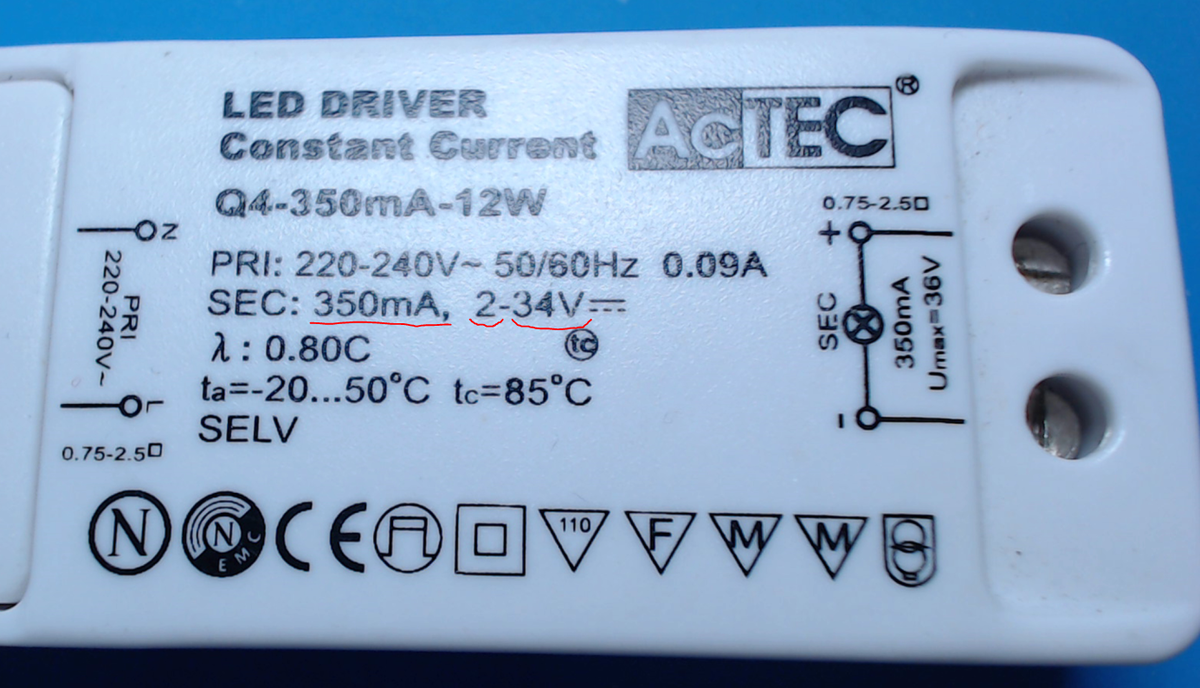 LED DRIVER
Constant Current
ACTEC®
Q4-350mA-12W
PRI: 220-240V~ 50/60Hz 0.09A
SEC: 350mA, 2-34V⎓
λ : 0.80C
tc
ta=-20...50°C tc=85°C
SELV
N
PRI
220-240V~
L
0.75-2.5□
0.75-2.5□
+
SEC
350mA
Umax=36V
-
N
N EMC
CE
110
F
M
M